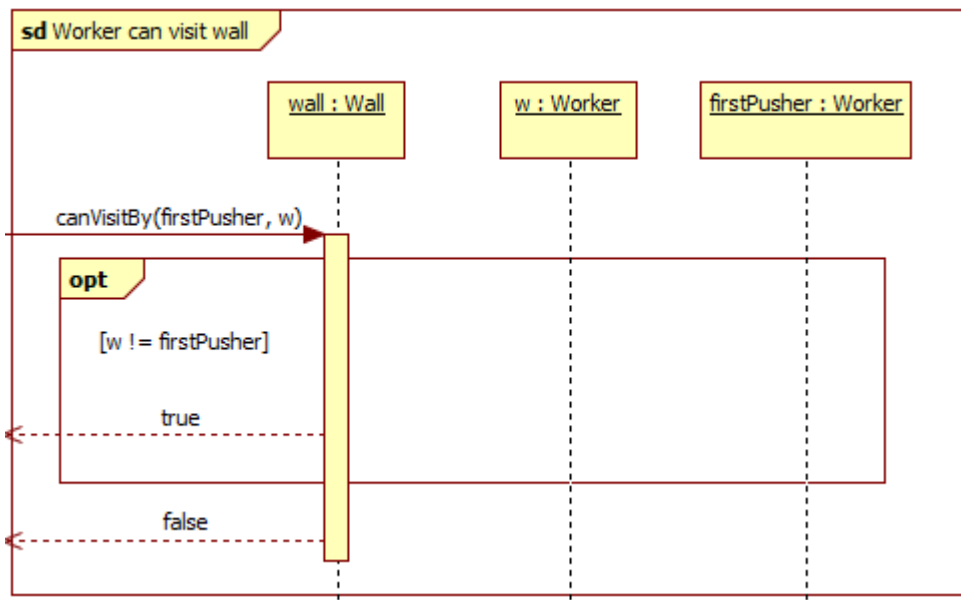 sd Worker can visit wall
wall : Wall
w : Worker
firstPusher : Worker
canVisitBy(firstPusher, w)
opt
[w != firstPusher]
true
false